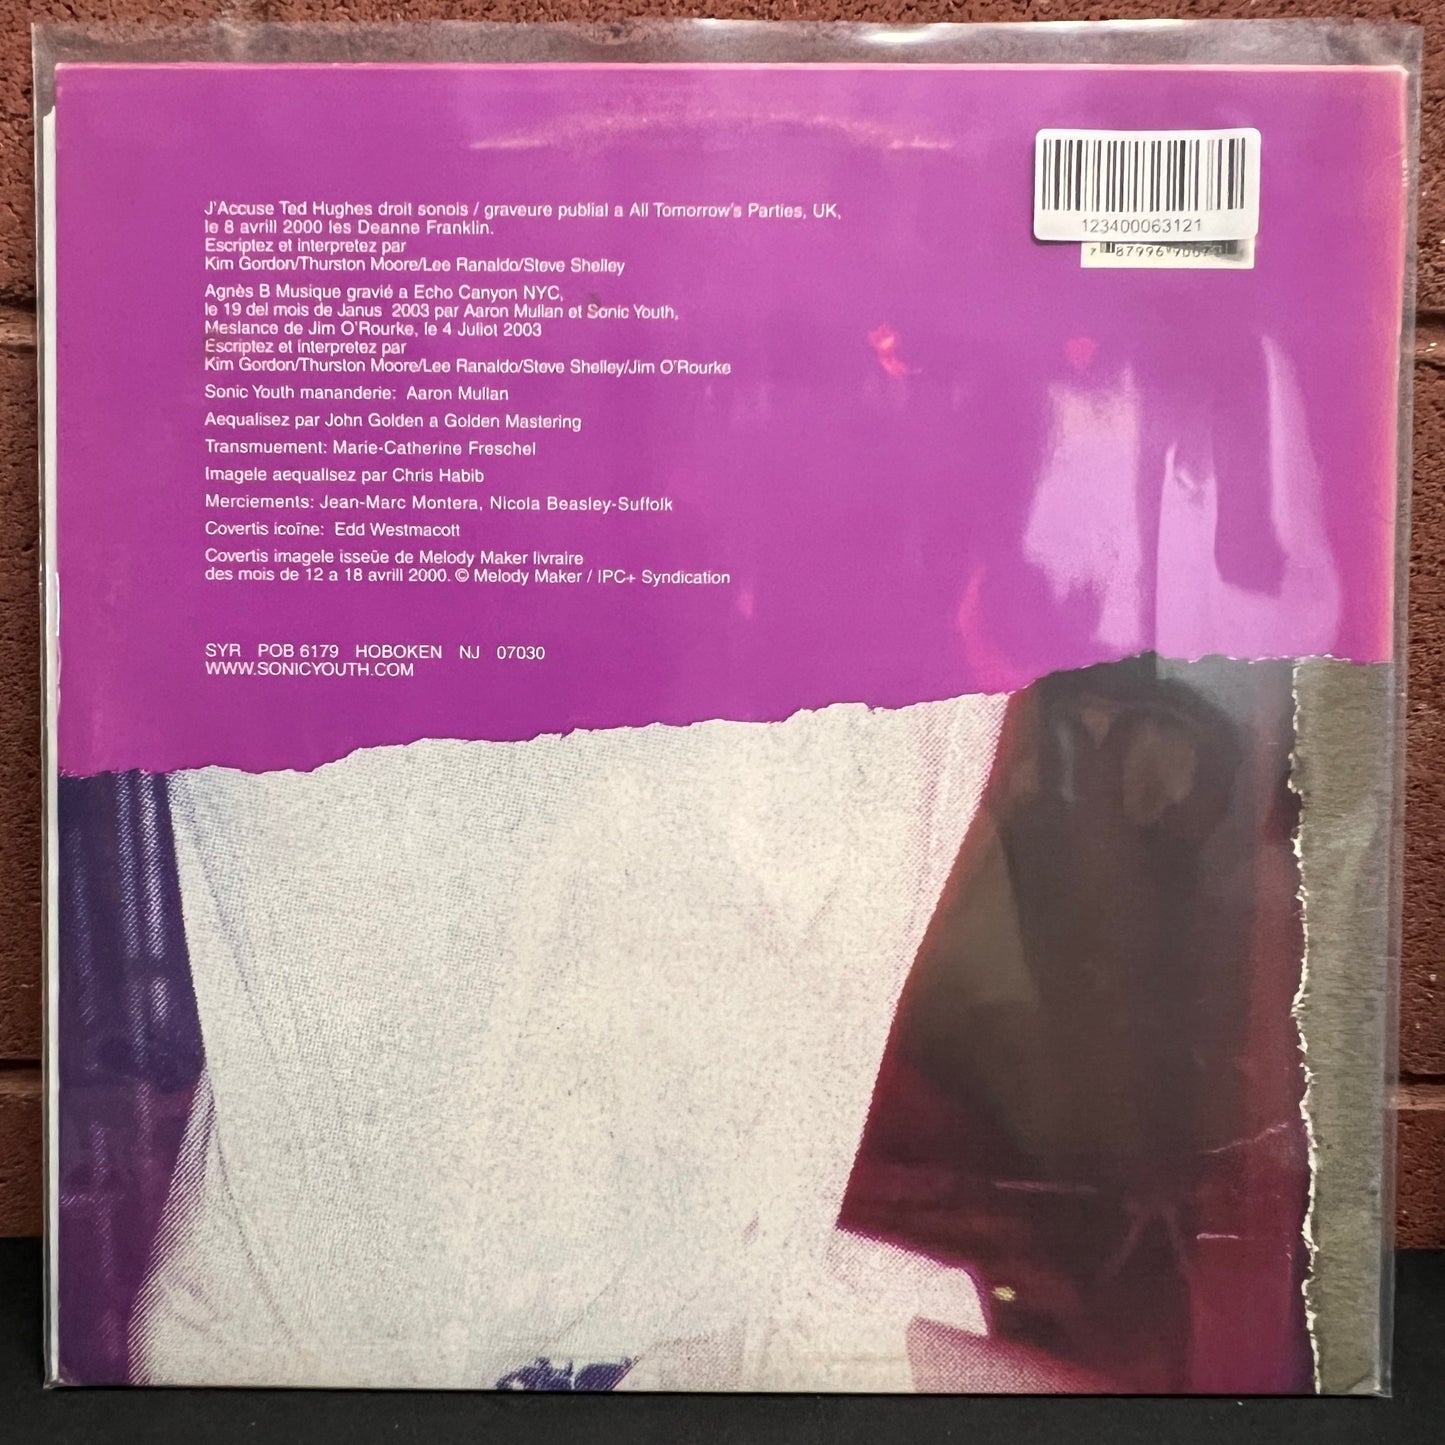 J'Accuse Ted Hughes droit sonois / graveure publial a All Tomorrow's Parties, UK,
le 8 avrill 2000 les Deanne Franklin.
Escriptez et interpretez par
Kim Gordon/Thurston Moore/Lee Ranaldo/Steve Shelley
Agnès B Musique gravié a Echo Canyon NYC,
le 19 del mois de Janus 2003 par Aaron Mullan et Sonic Youth,
Meslance de Jim O'Rourke, le 4 Juliot 2003
Escriptez et interpretez par
Kim Gordon/Thurston Moore/Lee Ranaldo/Steve Shelley/Jim O'Rourke
Sonic Youth mananderie: Aaron Mullan
Aequalisez par John Golden a Golden Mastering
Transmuement: Marie-Catherine Freschel
Imagele aequalisez par Chris Habib
Merciements: Jean-Marc Montera, Nicola Beasley-Suffolk
Covertis icoïne: Edd Westmacott
Covertis imagele isseüe de Melody Maker livraire
des mois de 12 a 18 avrill 2000. © Melody Maker / IPC+ Syndication
SYR POB 6179 HOBOKEN NJ 07030
WWW.SONICYOUTH.COM
123400063121
7 87996